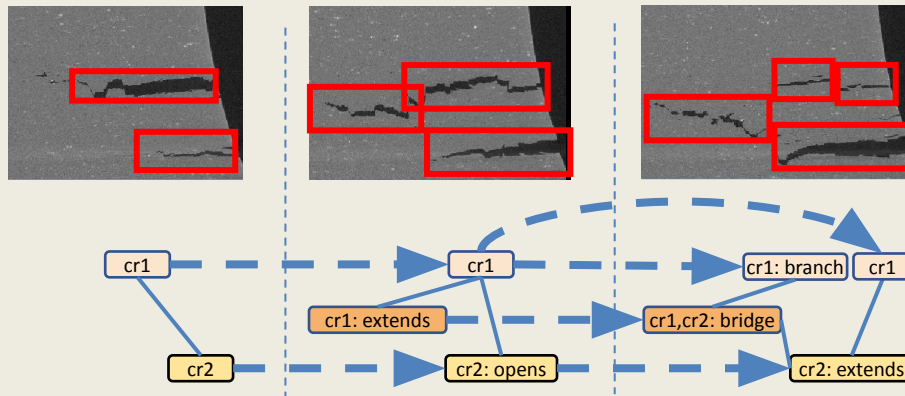 cr1
cr1
cr1: branch
cr1
cr1: extends
cr1,cr2: bridge
cr2
cr2: opens
cr2: extends